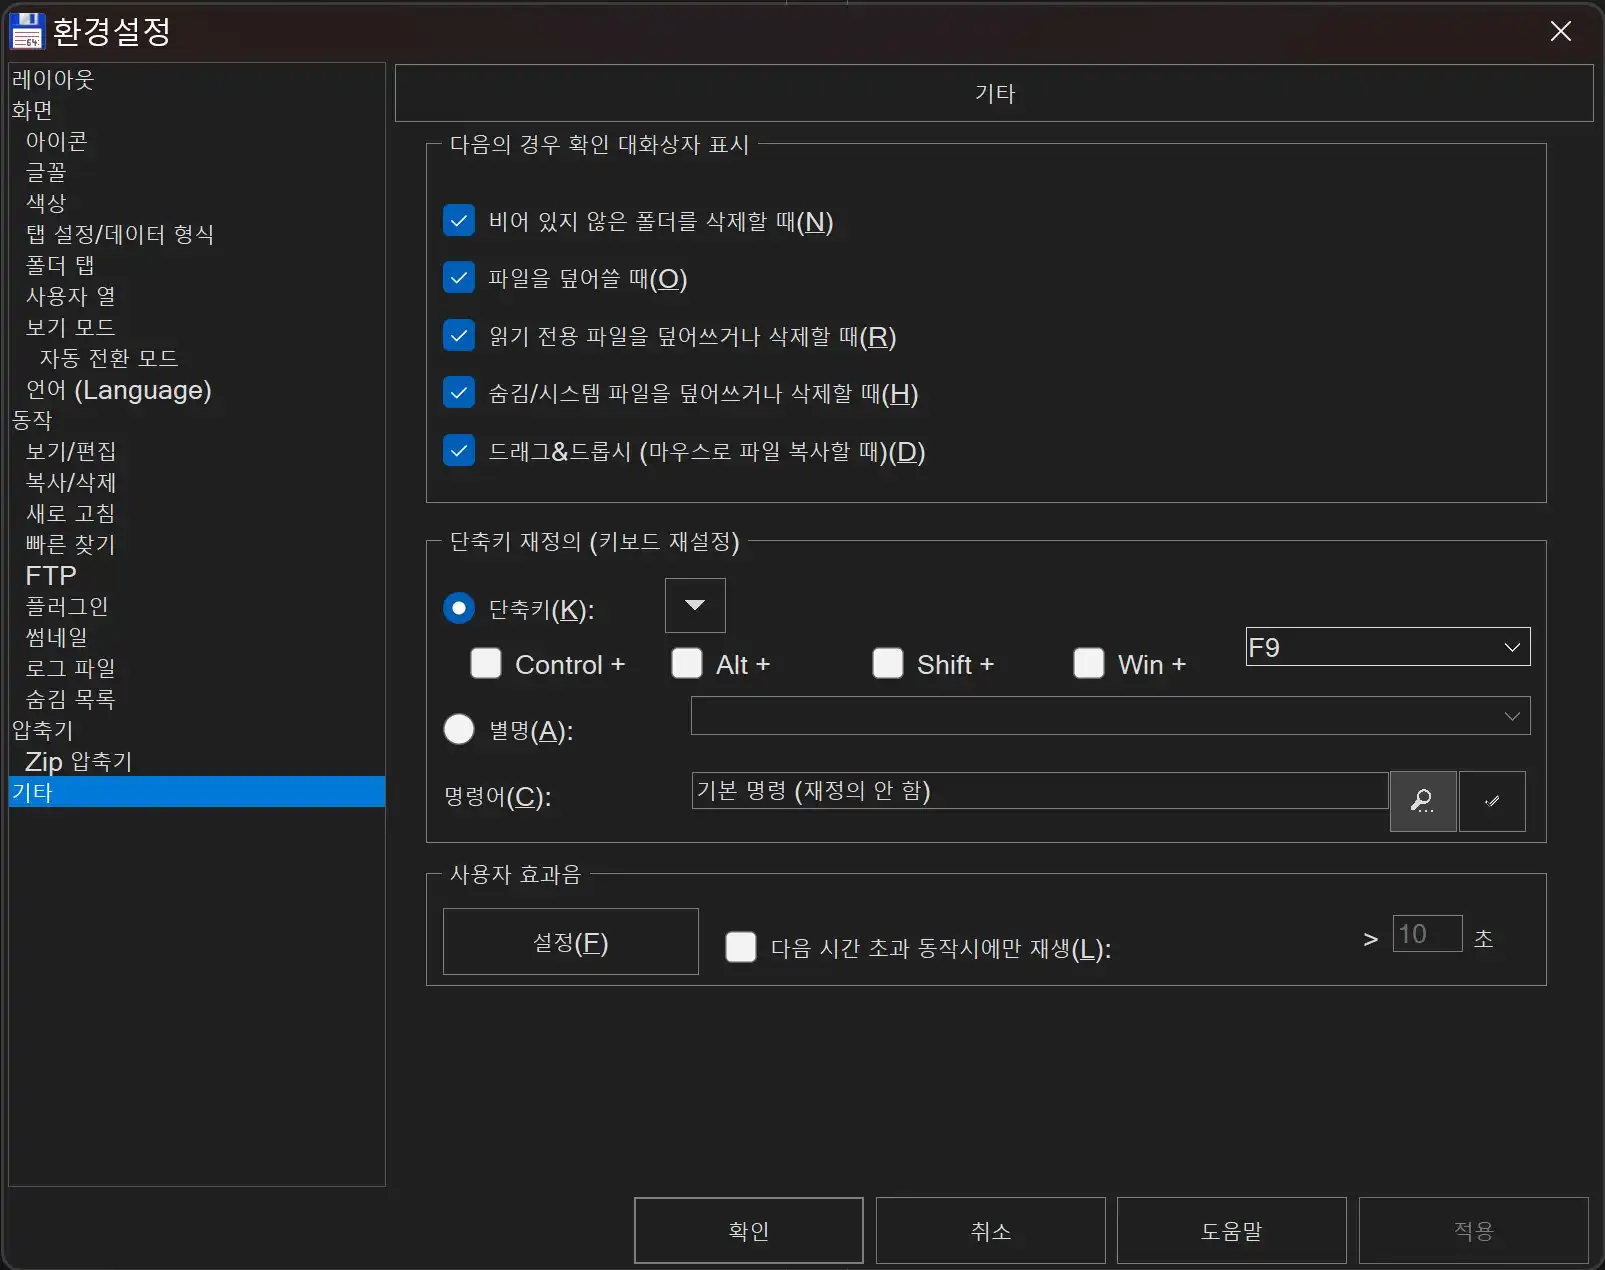 환경설정
레이아웃
화면
아이콘
글꼴
색상
탭 설정/데이터 형식
폴더 탭
사용자 열
보기 모드
자동 전환 모드
언어 (Language)
동작
보기/편집
복사/삭제
새로 고침
빠른 찾기
FTP
플러그인
썸네일
로그 파일
숨김 목록
압축기
Zip 압축기
기타
기타
다음의 경우 확인 대화상자 표시
비어 있지 않은 폴더를 삭제할 때(N)
파일을 덮어쓸 때(O)
읽기 전용 파일을 덮어쓰거나 삭제할 때(R)
숨김/시스템 파일을 덮어쓰거나 삭제할 때(H)
드래그&드롭시 (마우스로 파일 복사할 때)(D)
단축키 재정의 (키보드 재설정)
단축키(K):
Control + Alt + Shift + Win + F9
별명(A):
명령어(C): 기본 명령 (재정의 안 함)
사용자 효과음
설정(F) 다음 시간 초과 동작시에만 재생(L): > 10 초
확인 취소 도움말 적용